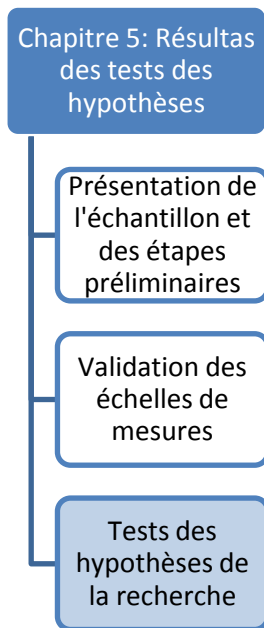 Chapitre 5: Résultas
des tests des
hypothèses
Présentation de
l'échantillon et
des étapes
préliminaires
Validation des
échelles de
mesures
Tests des
hypothèses de
la recherche